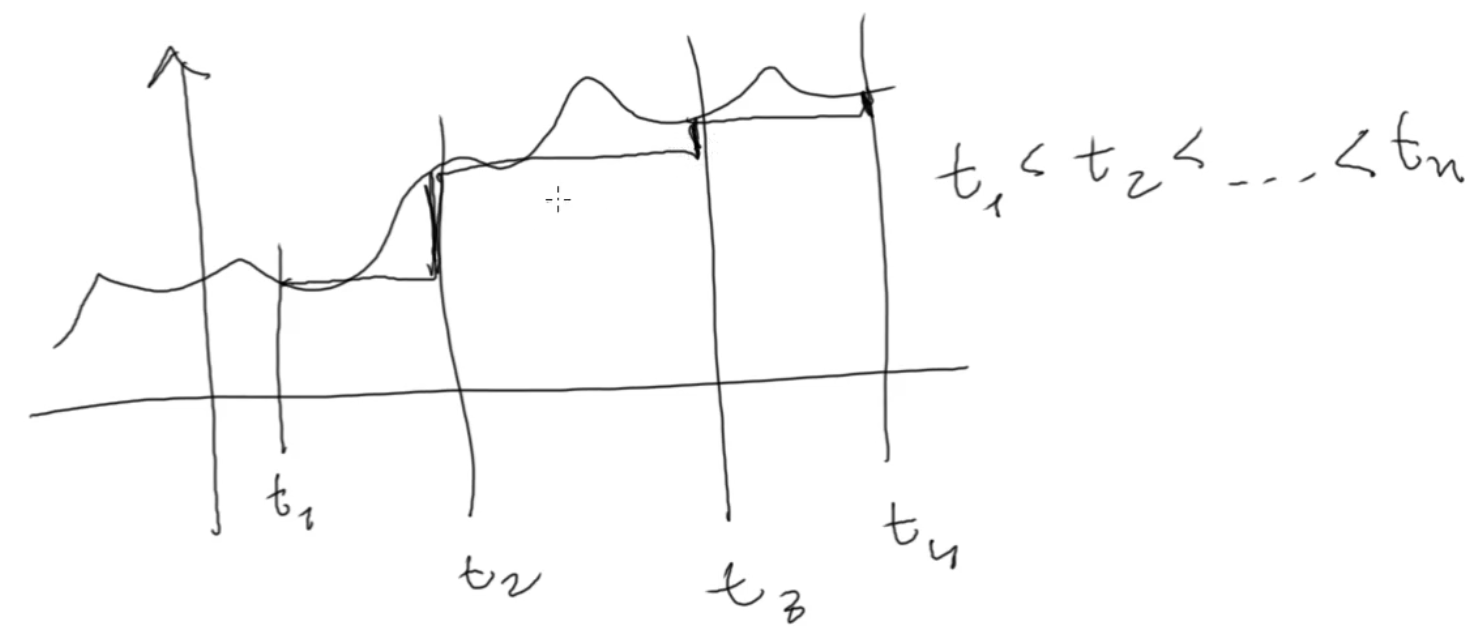 t₁ < t₂ < ... < tₙ
t₁
t₂
t₃
t₄